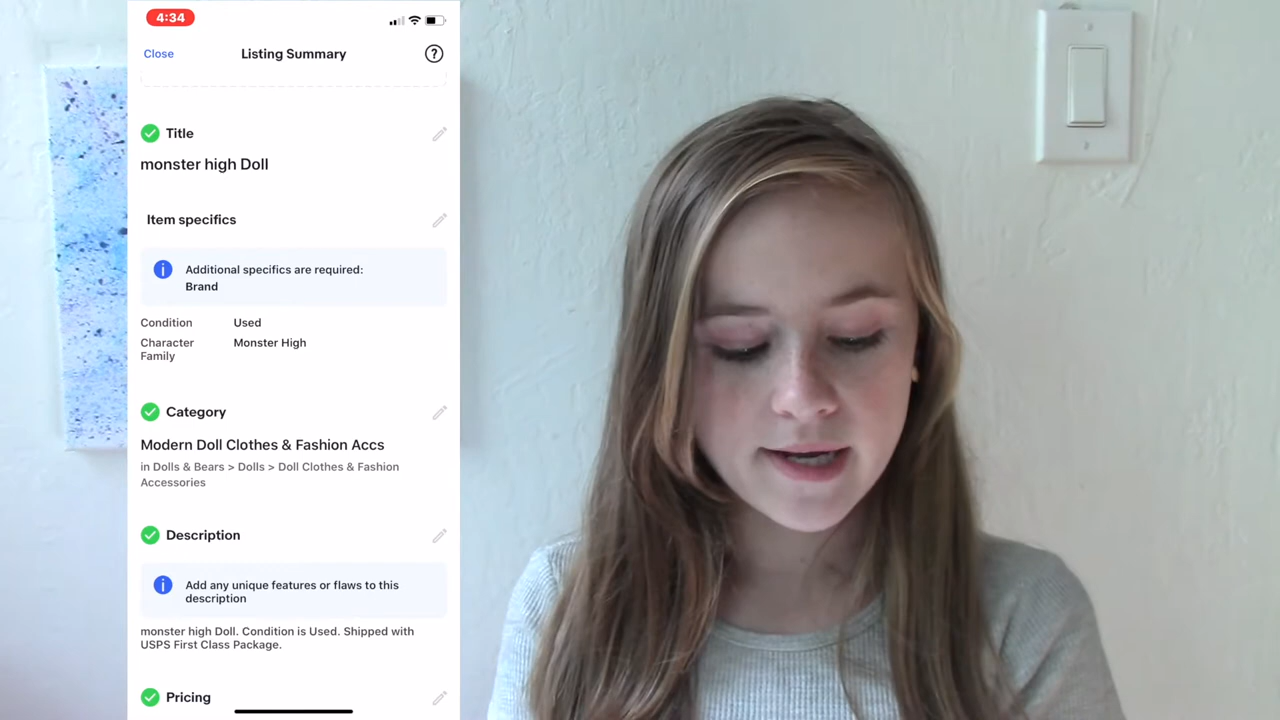 4:34
Close
Listing Summary
?
Title
monster high Doll
Item specifics
Additional specifics are required:
Brand
Condition Used
Character Monster High
Family
Category
Modern Doll Clothes & Fashion Accs
in Dolls & Bears > Dolls > Doll Clothes & Fashion
Accessories
Description
Add any unique features or flaws to this
description
monster high Doll. Condition is Used. Shipped with
USPS First Class Package.
Pricing